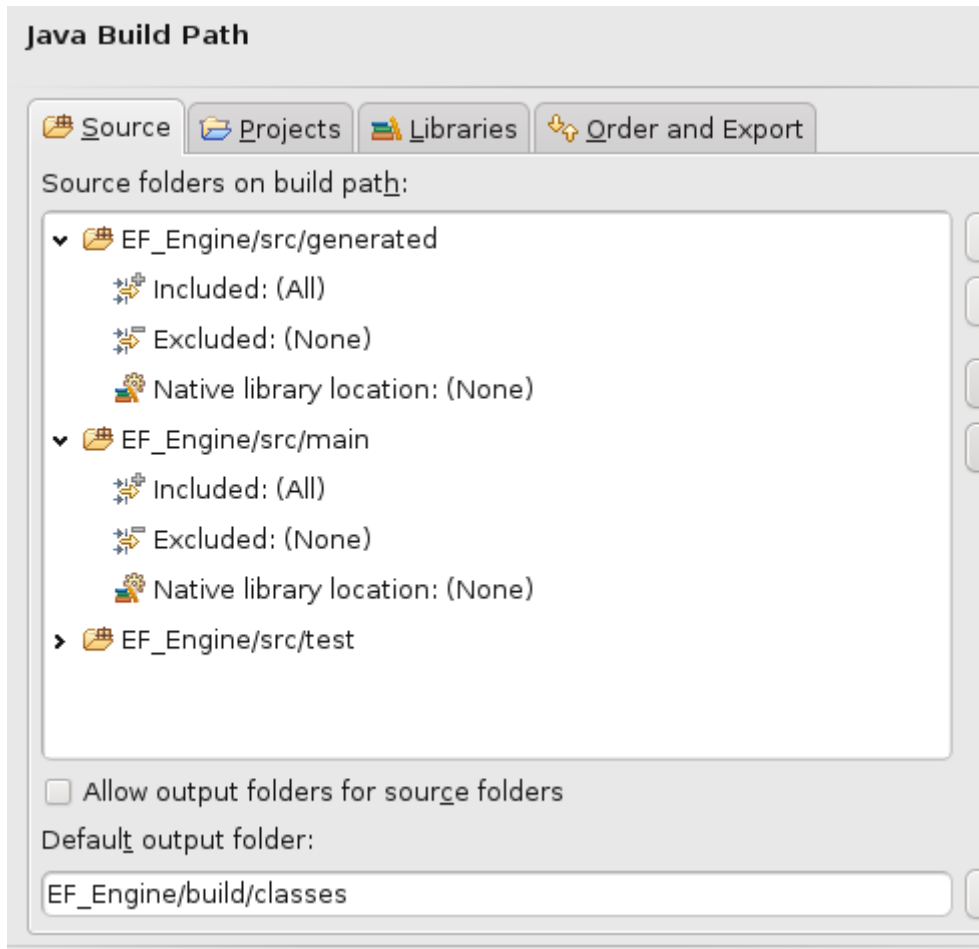 Java Build Path
Source Projects Libraries Order and Export
Source folders on build path:
EF_Engine/src/generated
Included: (All)
Excluded: (None)
Native library location: (None)
EF_Engine/src/main
Included: (All)
Excluded: (None)
Native library location: (None)
EF_Engine/src/test
Allow output folders for source folders
Default output folder:
EF_Engine/build/classes